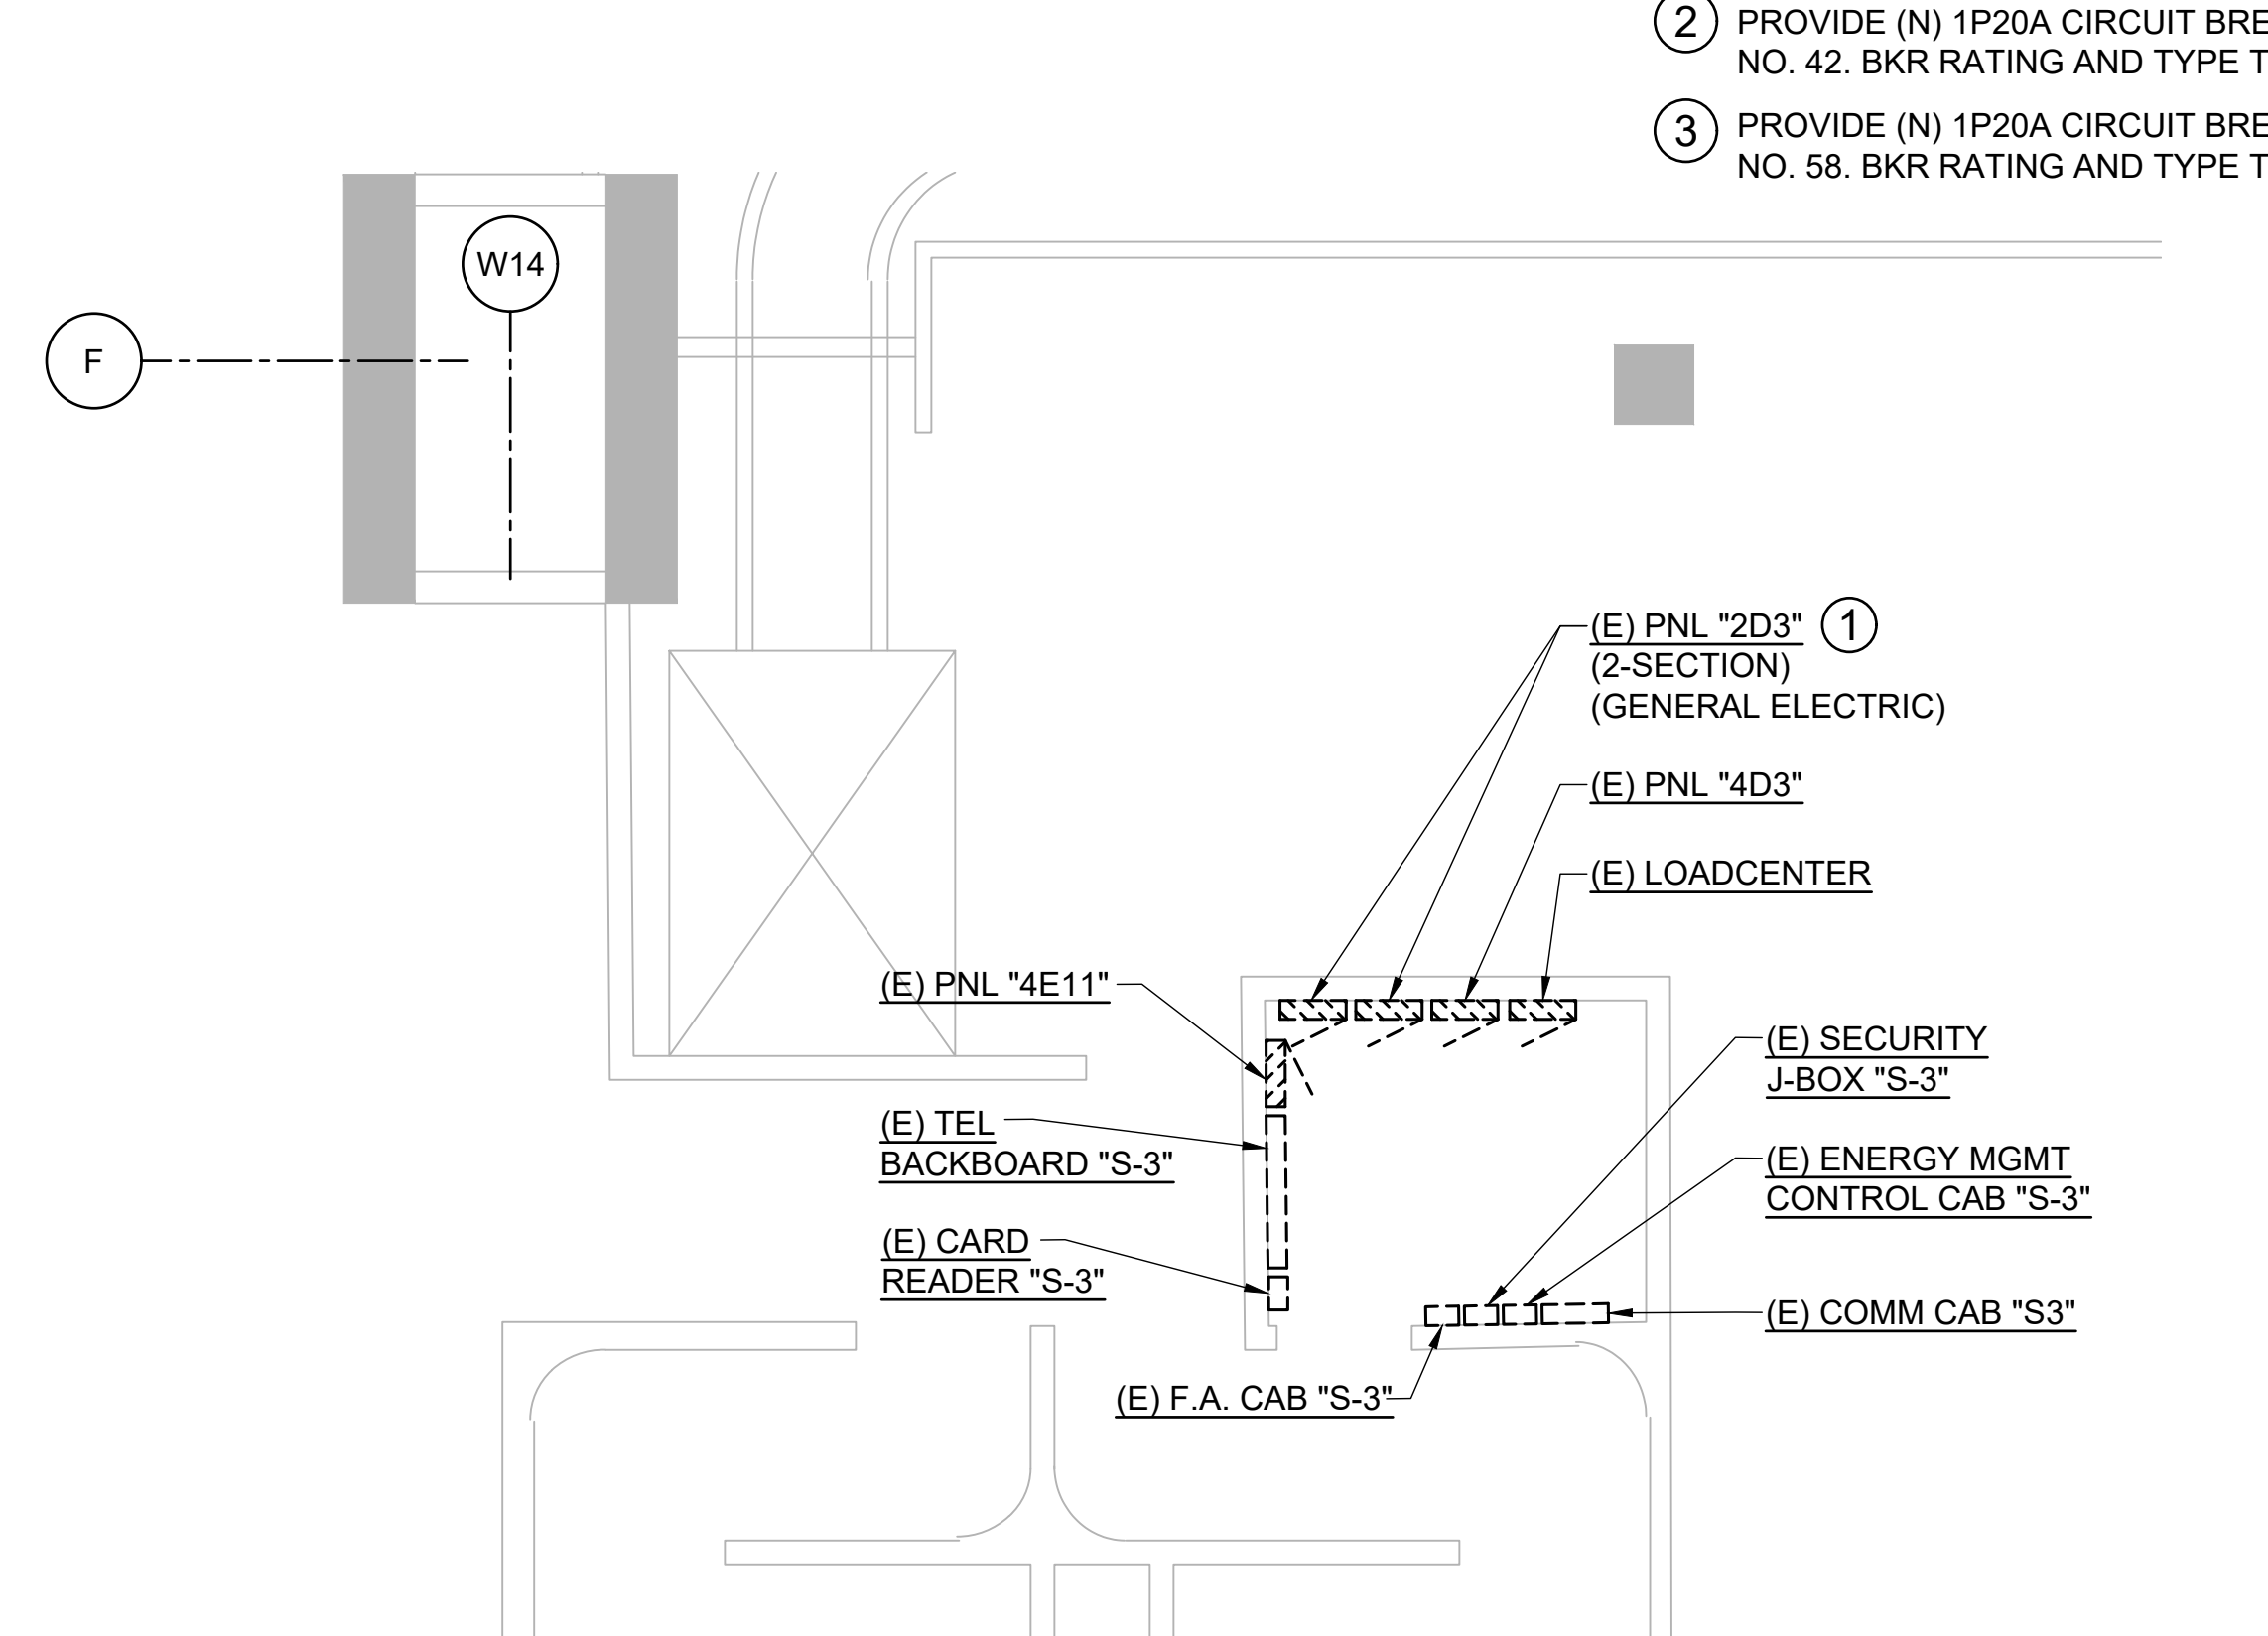 2 PROVIDE (N) 1P20A CIRCUIT BRE
NO. 42. BKR RATING AND TYPE T
3 PROVIDE (N) 1P20A CIRCUIT BRE
NO. 58. BKR RATING AND TYPE T
W14
F
(E) PNL "2D3" 1
(2-SECTION)
(GENERAL ELECTRIC)
(E) PNL "4D3"
(E) LOADCENTER
(E) PNL "4E11"
(E) SECURITY
J-BOX "S-3"
(E) TEL
BACKBOARD "S-3"
(E) ENERGY MGMT
CONTROL CAB "S-3"
(E) CARD
READER "S-3"
(E) COMM CAB "S3"
(E) F.A. CAB "S-3"